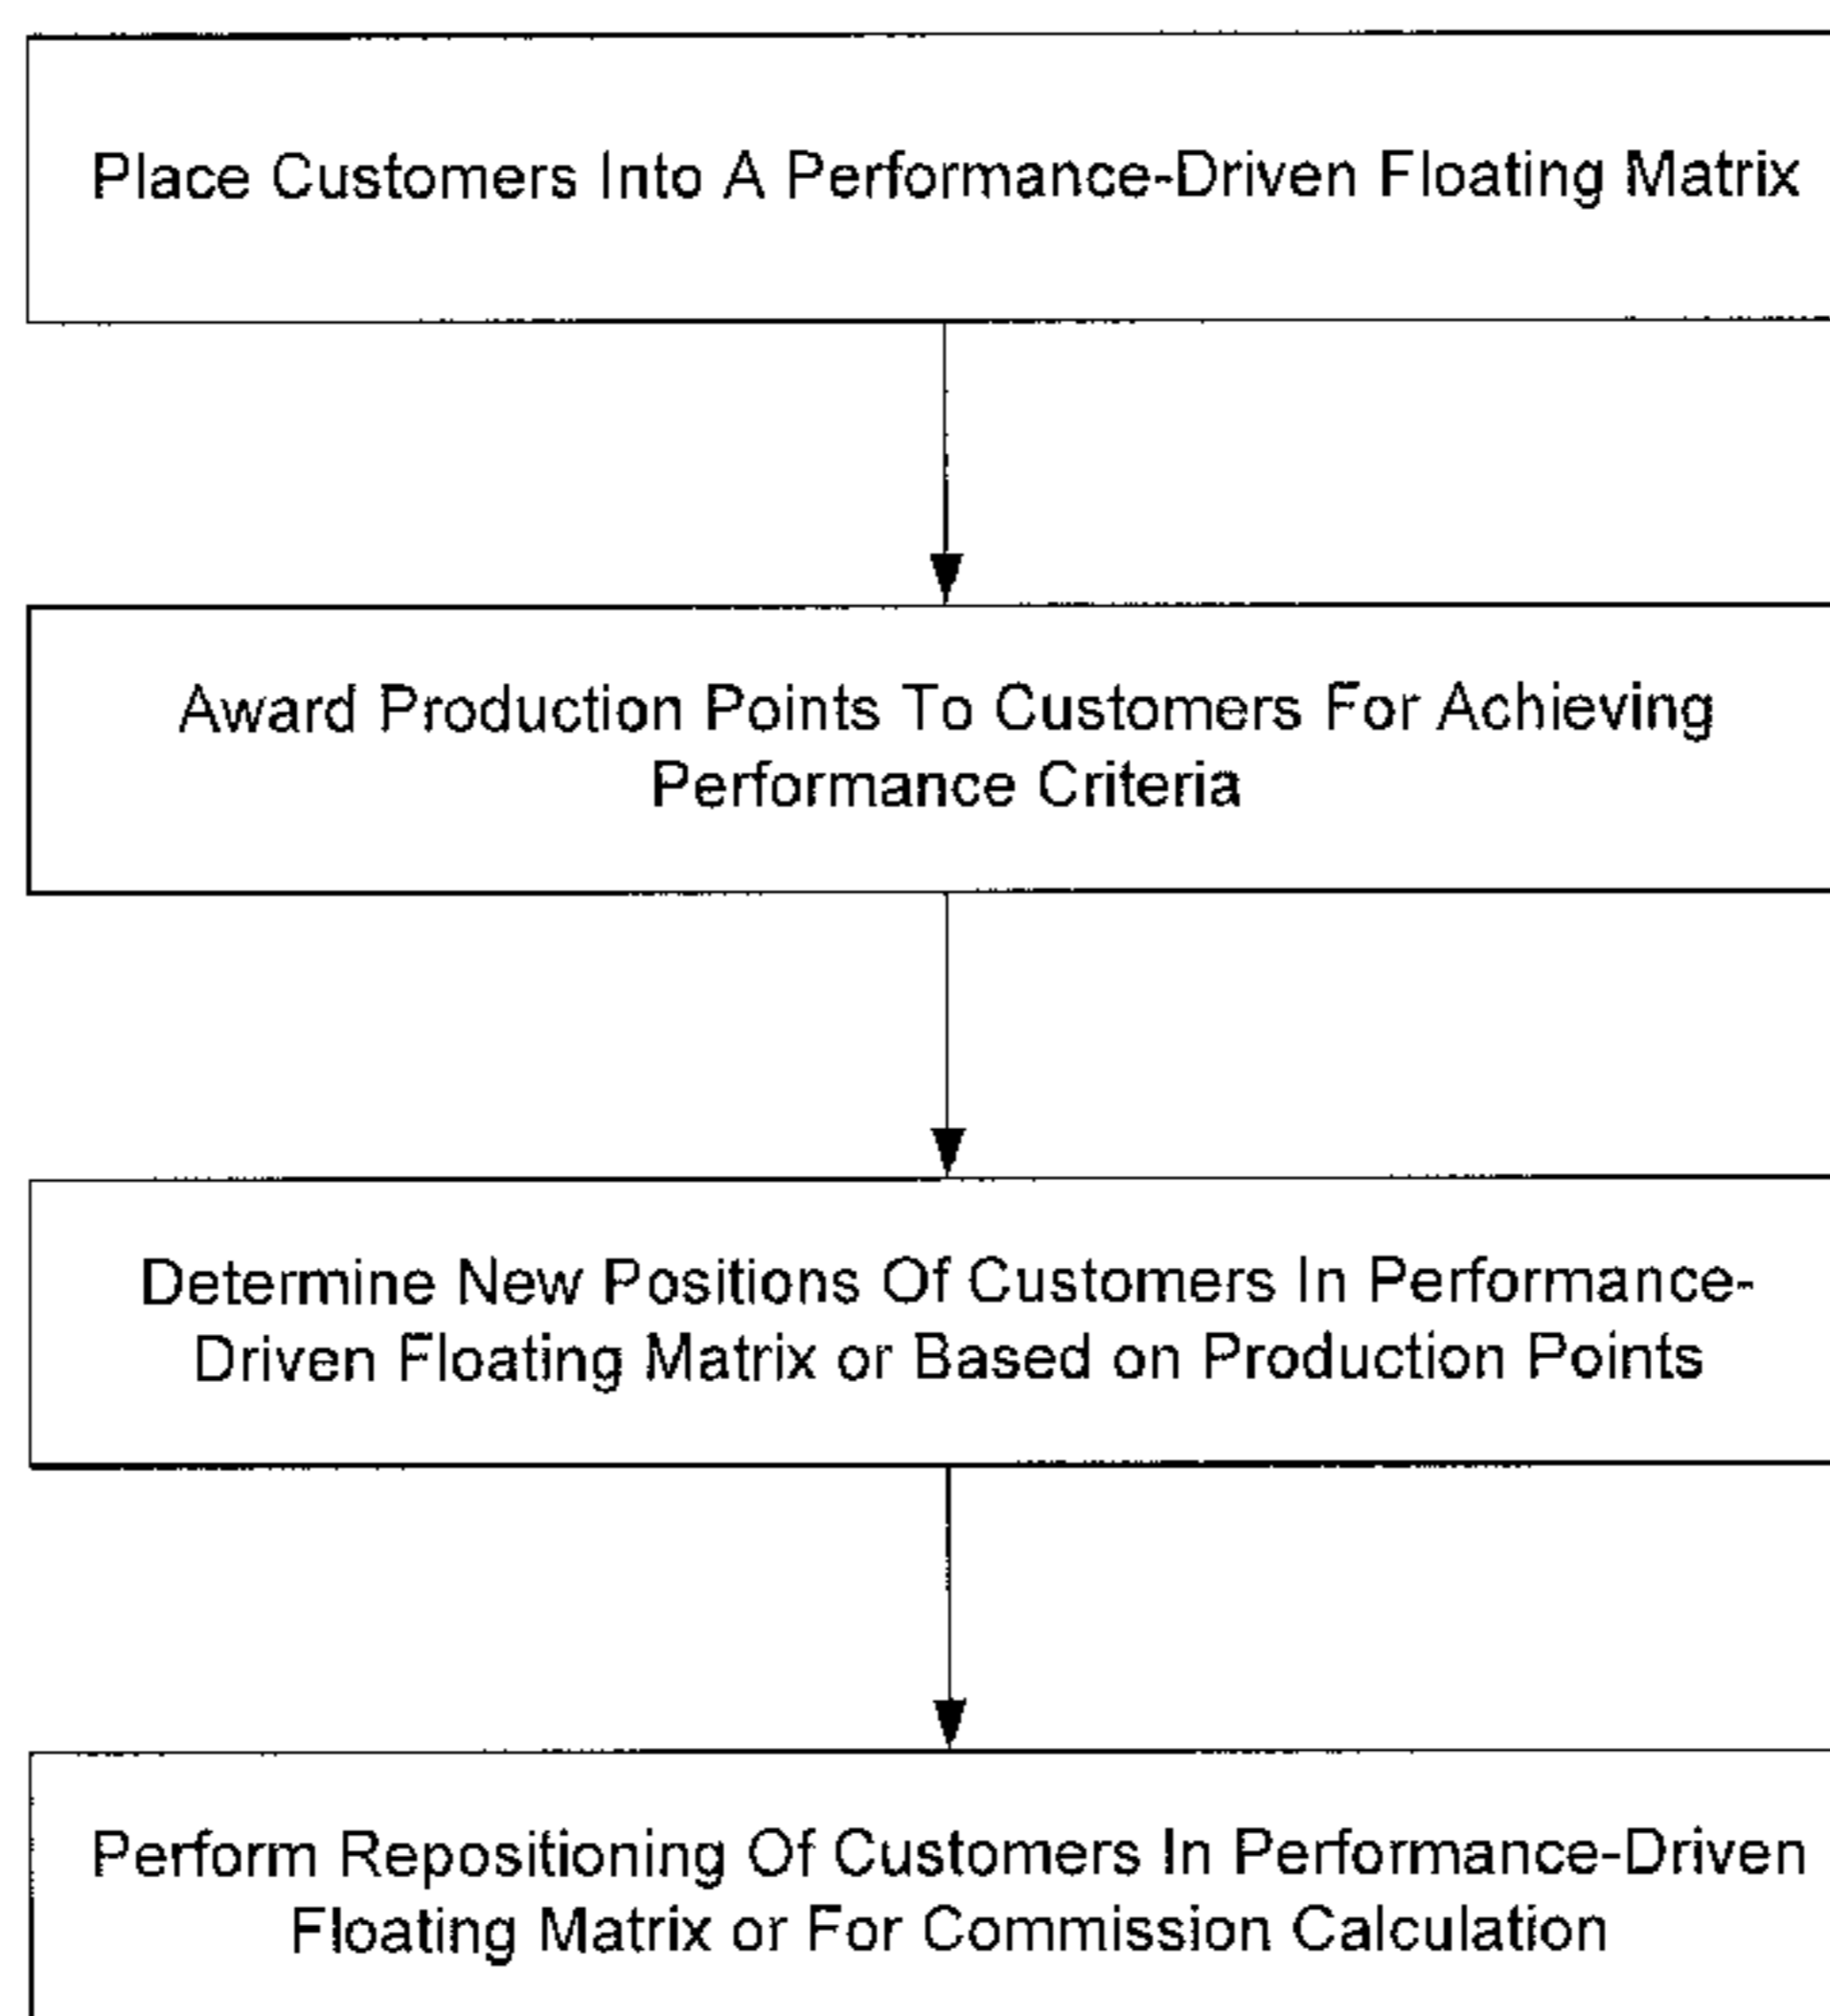 Place Customers Into A Performance-Driven Floating Matrix
Award Production Points To Customers For Achieving
Performance Criteria
Determine New Positions Of Customers In Performance-
Driven Floating Matrix or Based on Production Points
Perform Repositioning Of Customers In Performance-Driven
Floating Matrix or For Commission Calculation